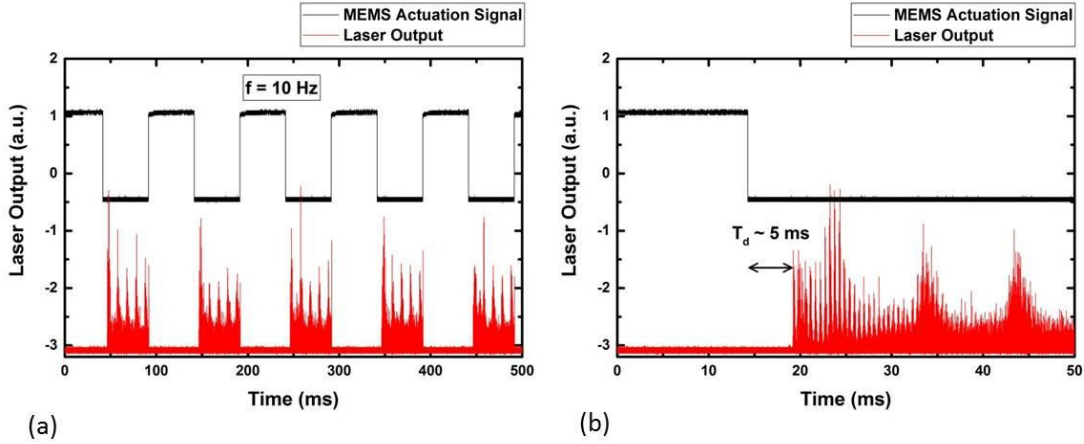 MEMS Actuation Signal
Laser Output
f = 10 Hz
Laser Output (a.u.)
2
1
0
-1
-2
-3
0
100
200
300
400
500
Time (ms)
(a)
MEMS Actuation Signal
Laser Output
T_d ~ 5 ms
Laser Output (a.u.)
2
1
0
-1
-2
-3
0
10
20
30
40
50
Time (ms)
(b)